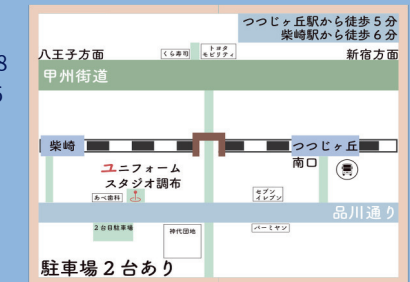 8
6
つつじヶ丘駅から徒歩5分
柴崎駅から徒歩6分
八王子方面
くら寿司
トヨタ
モビリティ
新宿方面
甲州街道
柴崎
つつじヶ丘
南口
ユニフォーム
スタジオ調布
あべ歯科
セブン
イレブン
品川通り
2台目駐車場
神代団地
バーミヤン
駐車場2台あり